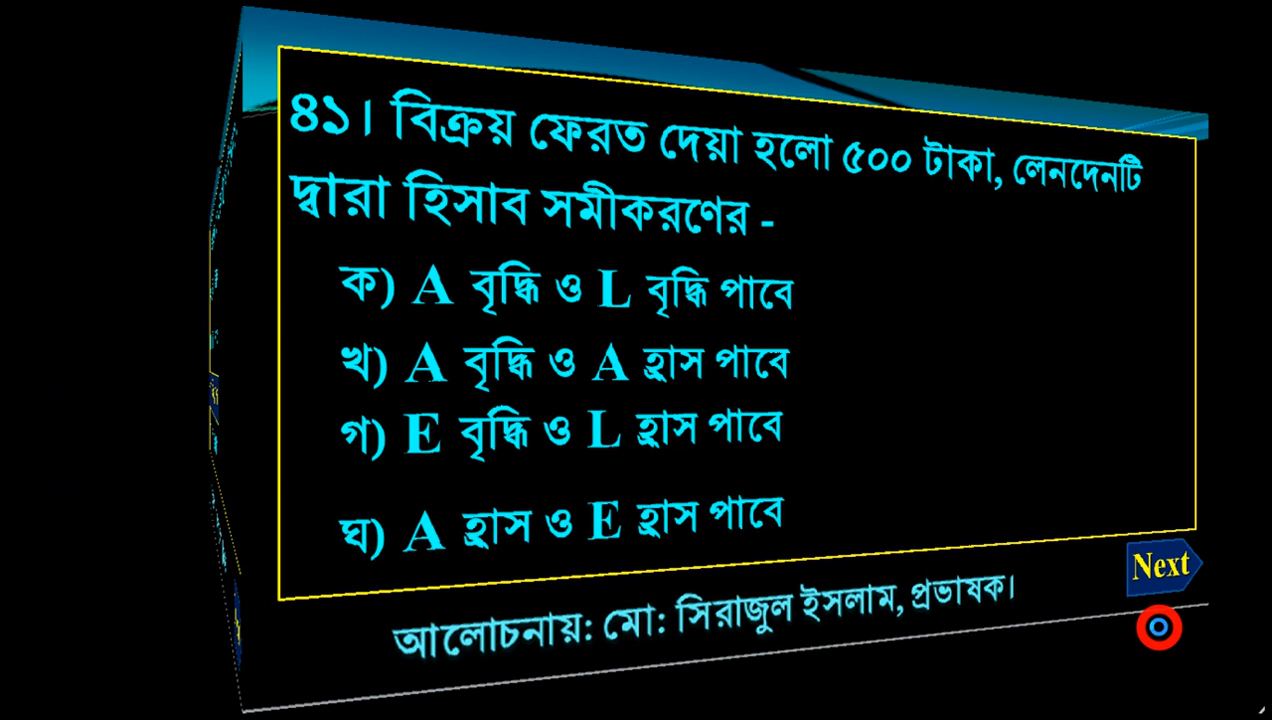 ৪১। বিক্রয় ফেরত দেয়া হলো ৫০০ টাকা, লেনদেনটি
দ্বারা হিসাব সমীকরণের -
ক) A বৃদ্ধি ও L বৃদ্ধি পাবে
খ) A বৃদ্ধি ও A হ্রাস পাবে
গ) E বৃদ্ধি ও L হ্রাস পাবে
ঘ) A হ্রাস ও E হ্রাস পাবে
Next
আলোচনায়: মো: সিরাজুল ইসলাম, প্রভাষক।